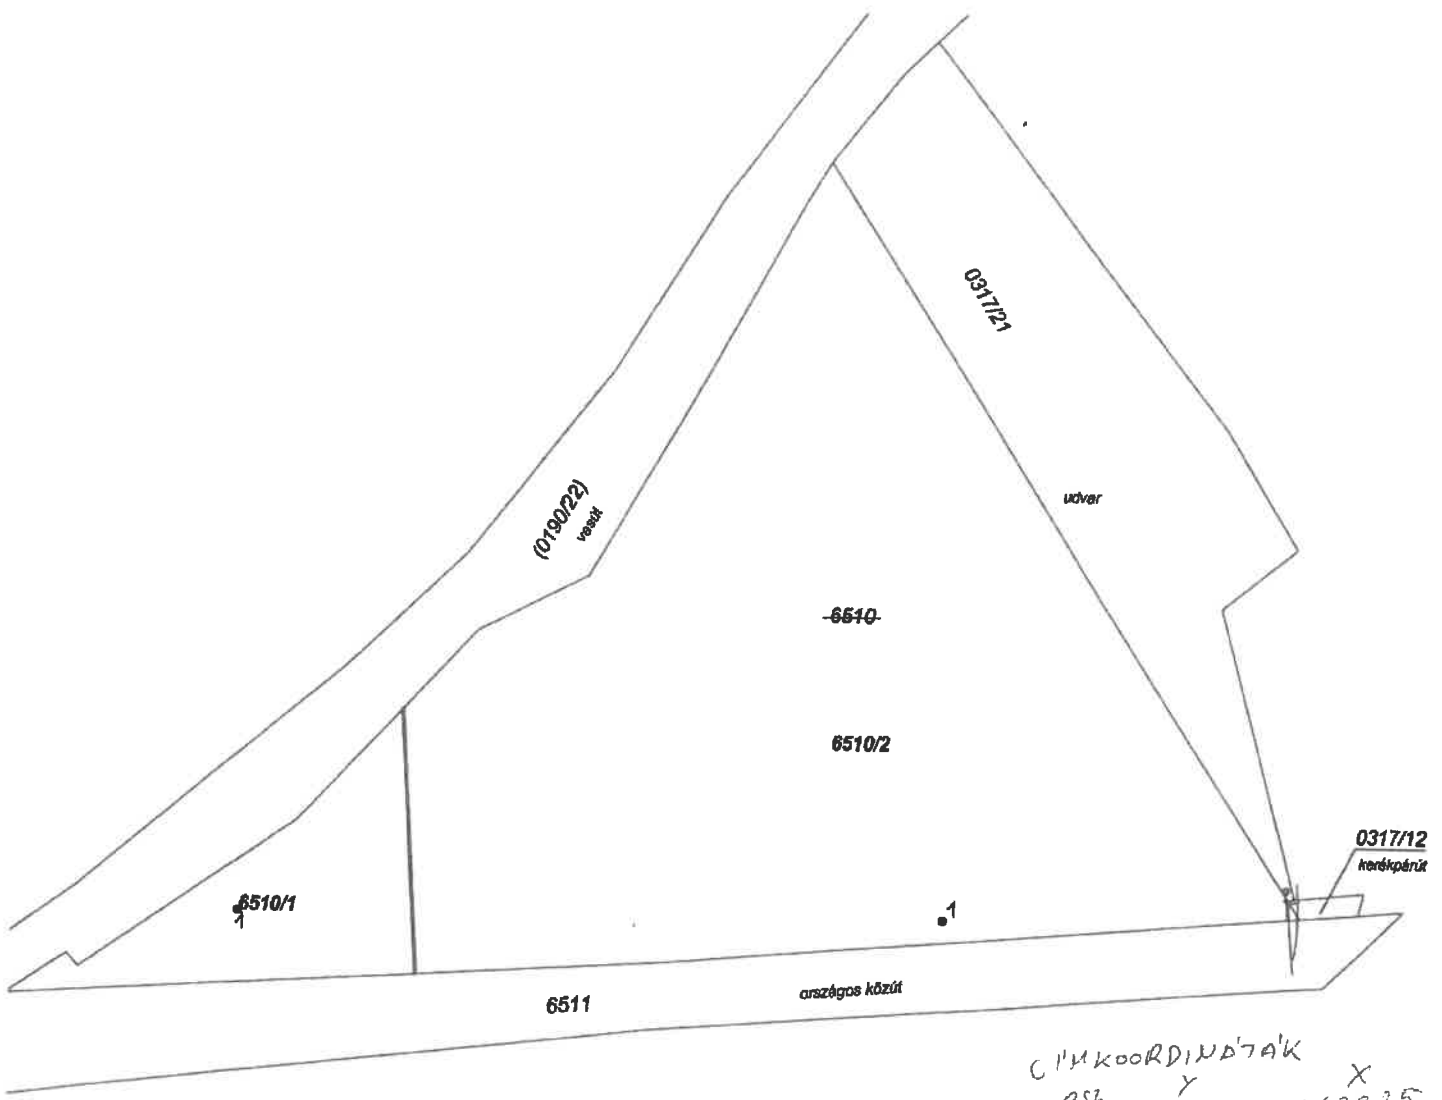 0317/21
udvar
(0190/22)
vasút
6510
6510/2
0317/12
kerékpárút
6510/1
1
1
6511
országos közút
CÍMKOORDINÁTÁK
Y X